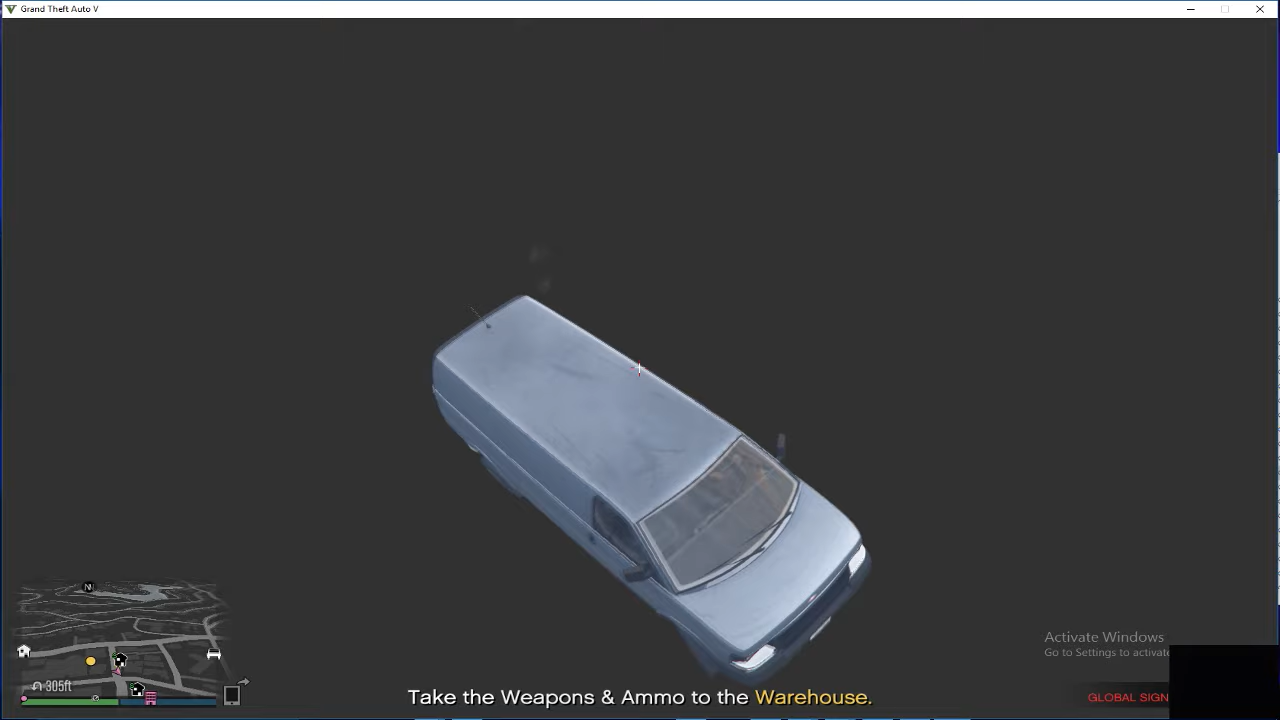 Grand Theft Auto V
N
Activate Windows
Go to Settings to activate
305ft
GLOBAL SIGN
Take the Weapons & Ammo to the Warehouse.